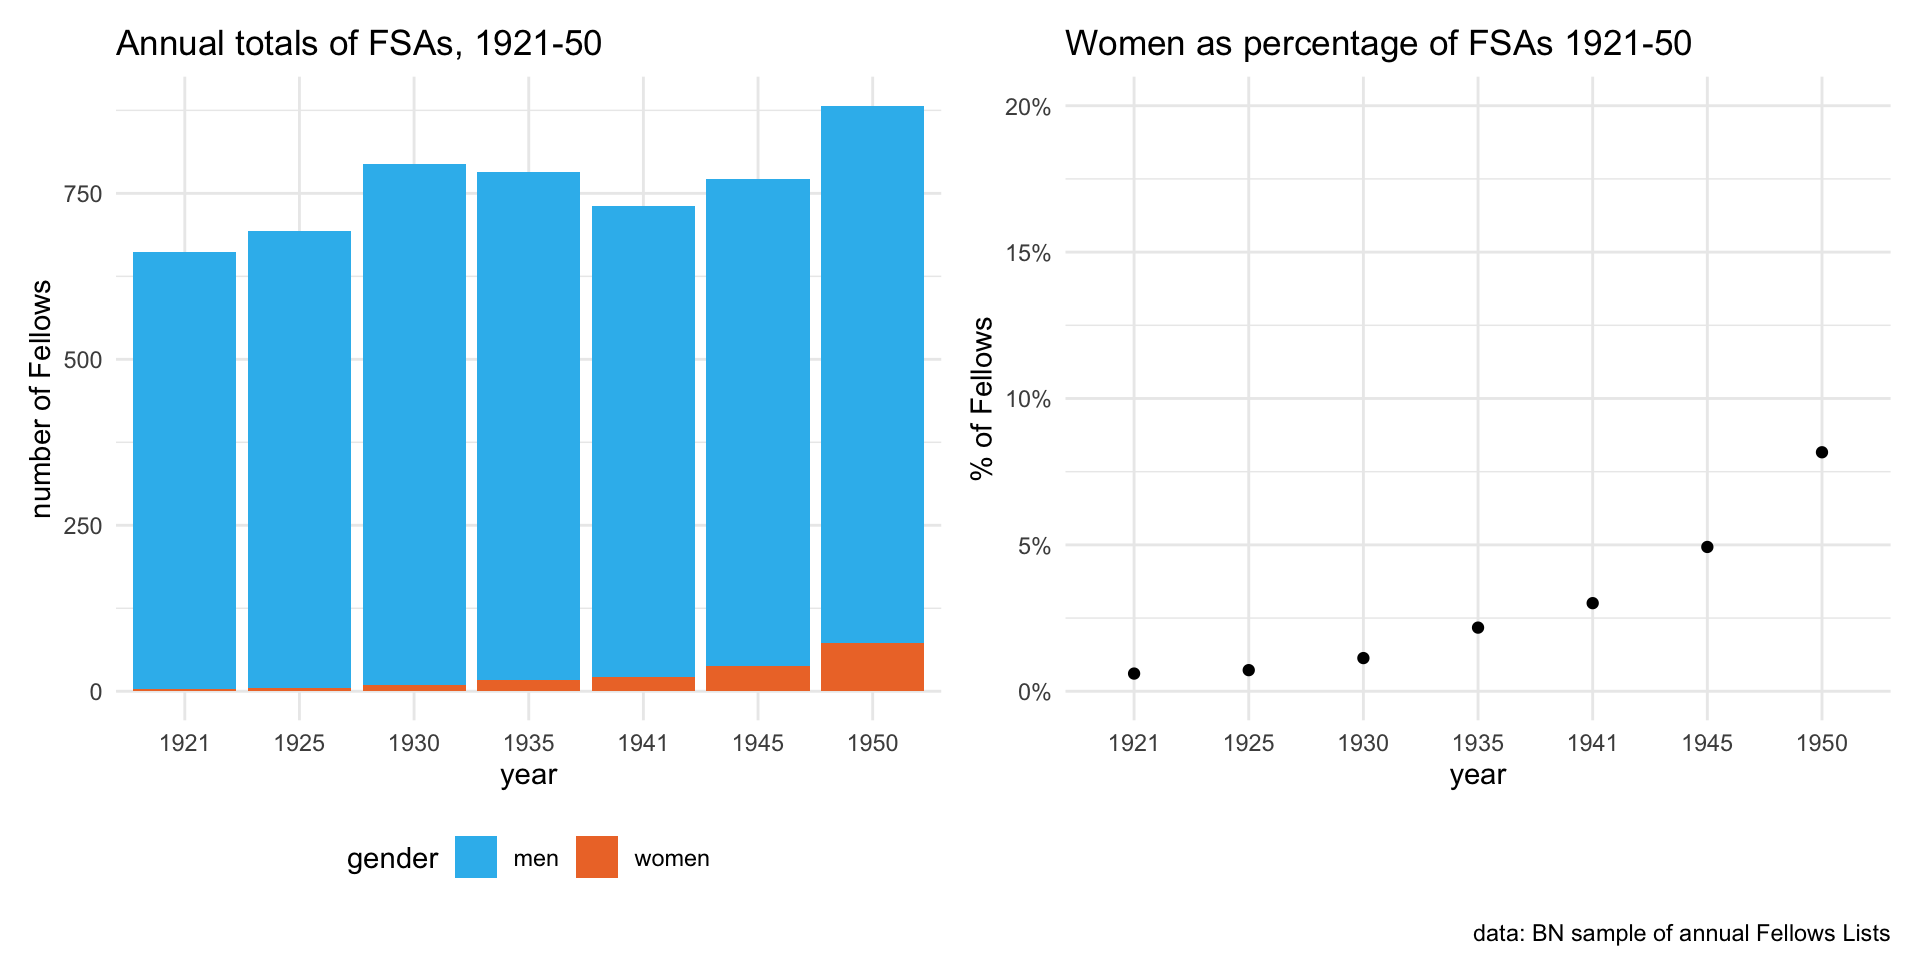 Annual totals of FSAs, 1921-50
number of Fellows
750
500
250
0
1921 1925 1930 1935 1941 1945 1950
year
gender men women
Women as percentage of FSAs 1921-50
% of Fellows
20%
15%
10%
5%
0%
1921 1925 1930 1935 1941 1945 1950
year
data: BN sample of annual Fellows Lists